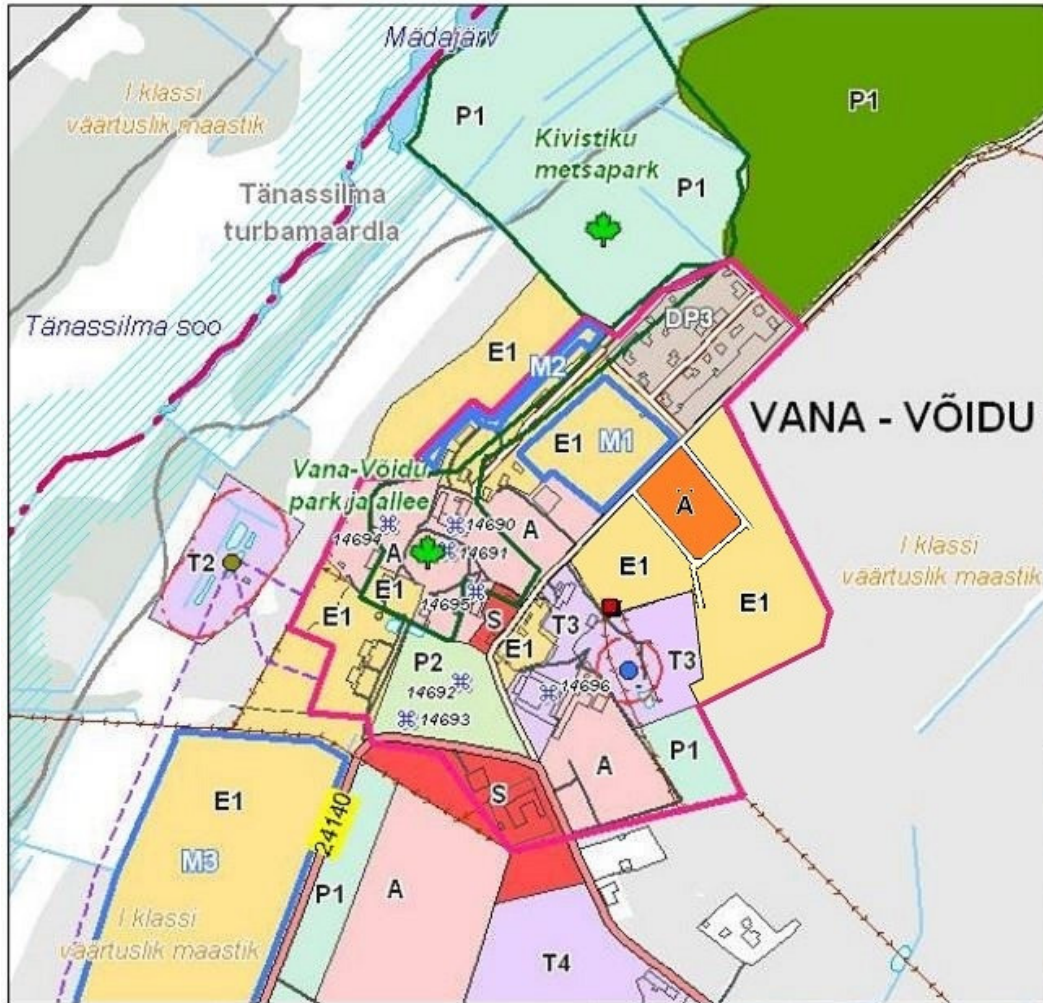 Mädajärv
I klassi
väärtuslik maastik
P1
P1
Kivistiku
metsapark
P1
Tänassilma
turbamaardla
Tänassilma soo
DP3
E1
M2
VANA - VÕIDU
E1
M1
Vana-Võidu
park ja allee
Ä
14694
14690
A
A
14691
I klassi
väärtuslik maastik
T2
E1
E1
E1
14695
S
E1
T3
E1
T3
P2
14692
14696
14693
P1
A
S
E1
24140
M3
P1
A
I klassi
väärtuslik maastik
T4